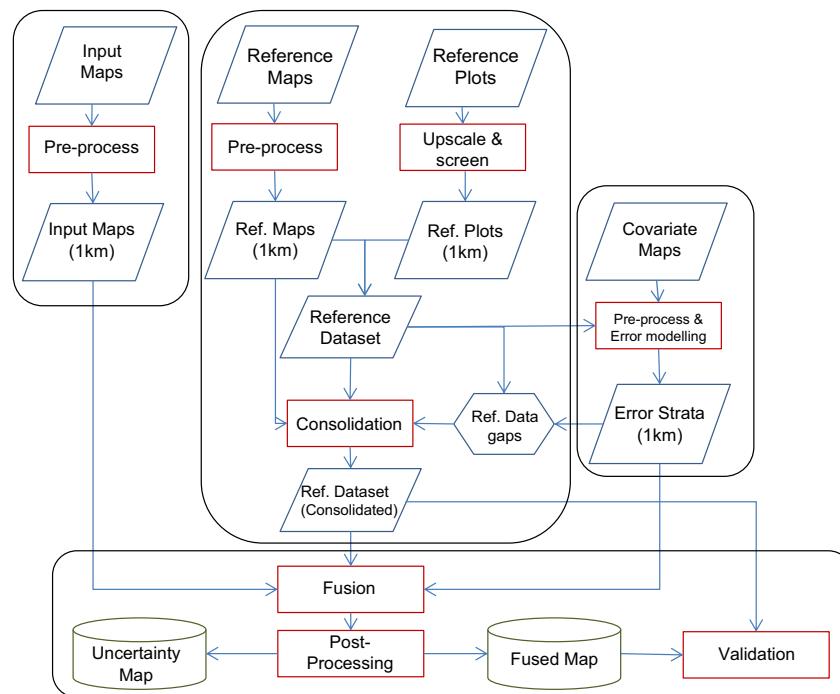 Input
Maps
Pre-process
Input Maps
(1km)
Reference
Maps
Pre-process
Ref. Maps
(1km)
Reference
Plots
Upscale &
screen
Ref. Plots
(1km)
Reference
Dataset
Consolidation
Ref. Data
gaps
Ref. Dataset
(Consolidated)
Covariate
Maps
Pre-process &
Error modelling
Error Strata
(1km)
Fusion
Post-
Processing
Uncertainty
Map
Fused Map
Validation